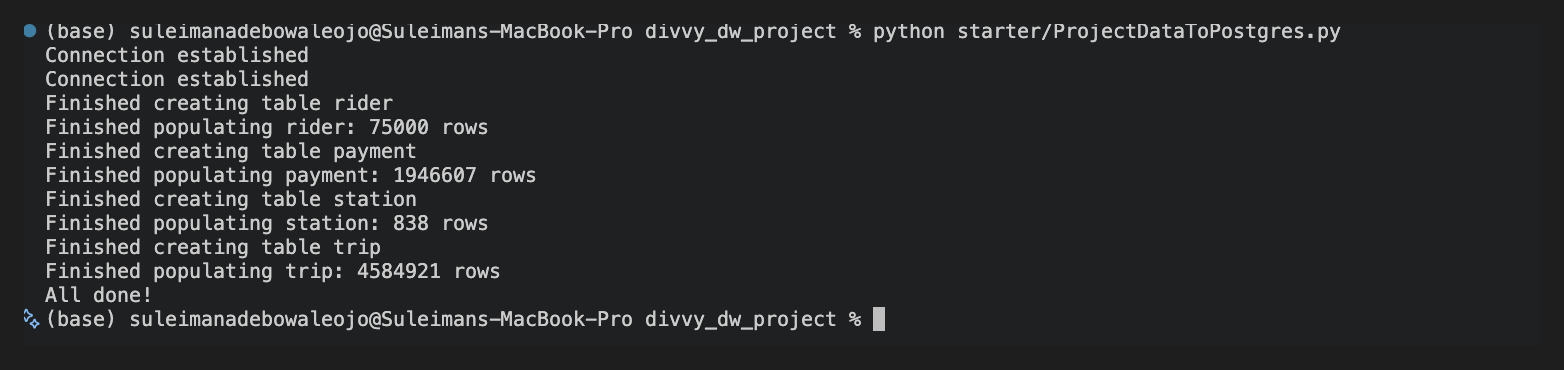 (base) suleimanadebowaleojo@Suleimans-MacBook-Pro divvy_dw_project % python starter/ProjectDataToPostgres.py
Connection established
Connection established
Finished creating table rider
Finished populating rider: 75000 rows
Finished creating table payment
Finished populating payment: 1946607 rows
Finished creating table station
Finished populating station: 838 rows
Finished creating table trip
Finished populating trip: 4584921 rows
All done!
(base) suleimanadebowaleojo@Suleimans-MacBook-Pro divvy_dw_project %